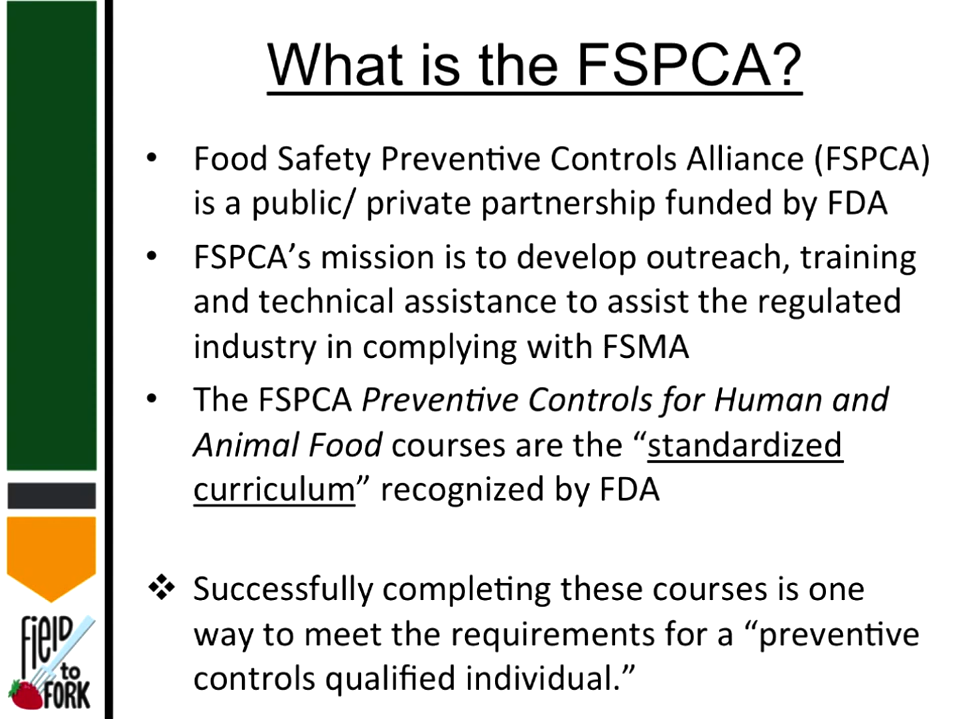 What is the FSPCA?
• Food Safety Preventive Controls Alliance (FSPCA)
is a public/ private partnership funded by FDA
• FSPCA’s mission is to develop outreach, training
and technical assistance to assist the regulated
industry in complying with FSMA
• The FSPCA Preventive Controls for Human and
Animal Food courses are the “standardized
curriculum” recognized by FDA
❖ Successfully completing these courses is one
way to meet the requirements for a “preventive
controls qualified individual.”
FiELD
to
FORK